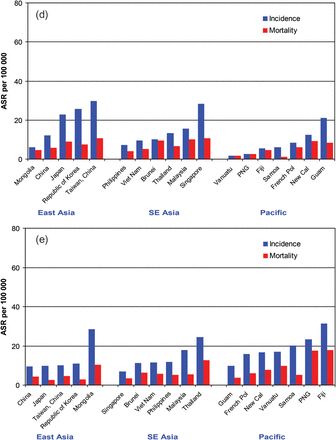 (d)
80
Incidence
Mortality
60
ASR per 100 000
40
20
0
Mongolia
China
Japan
Republic of Korea
Taiwan, China
Philippines
Viet Nam
Brunei
Thailand
Malaysia
Singapore
Vanuatu
PNG
Fiji
Samoa
French Pol
New Cal
Guam
East Asia
SE Asia
Pacific
(e)
80
Incidence
Mortality
60
ASR per 100 000
40
20
0
China
Japan
Taiwan, China
Republic of Korea
Mongolia
Singapore
Brunei
Viet Nam
Philippines
Malaysia
Thailand
Guam
French Pol
New Cal
Vanuatu
Samoa
PNG
Fiji
East Asia
SE Asia
Pacific